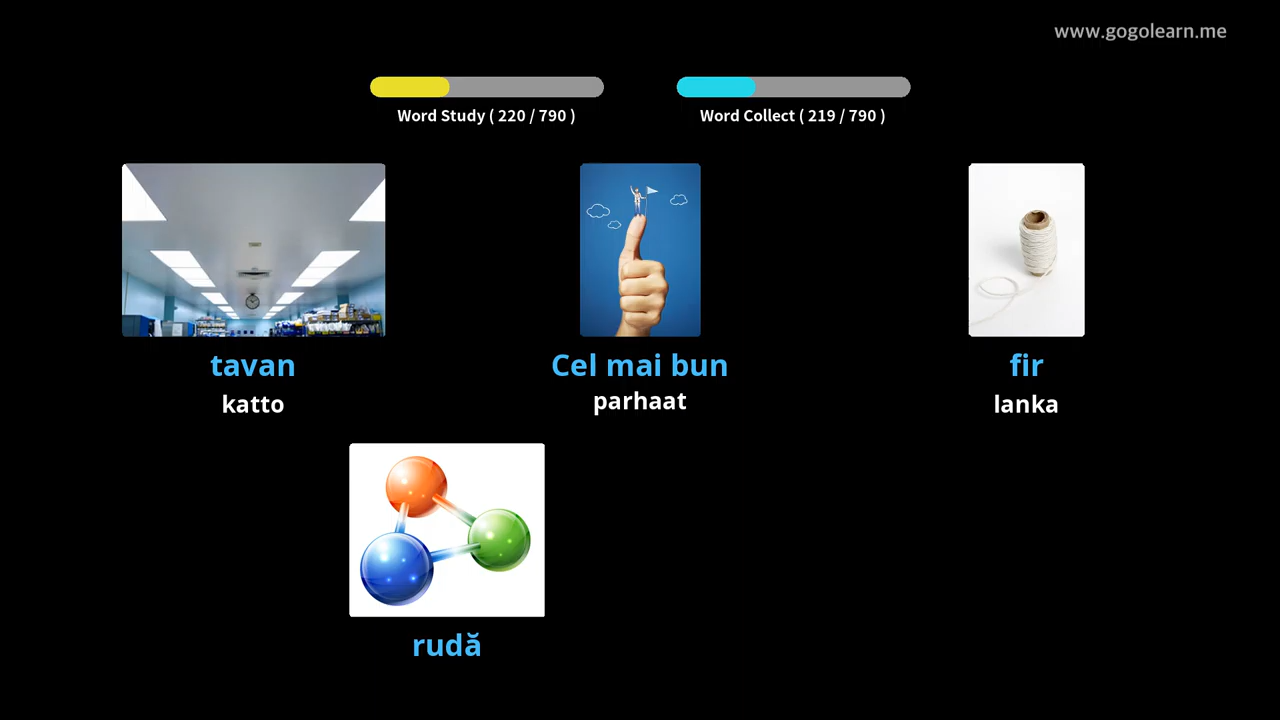 www.gogolearn.me
Word Study ( 220 / 790 )
Word Collect ( 219 / 790 )
tavan
katto
Cel mai bun
parhaat
fir
lanka
rudă